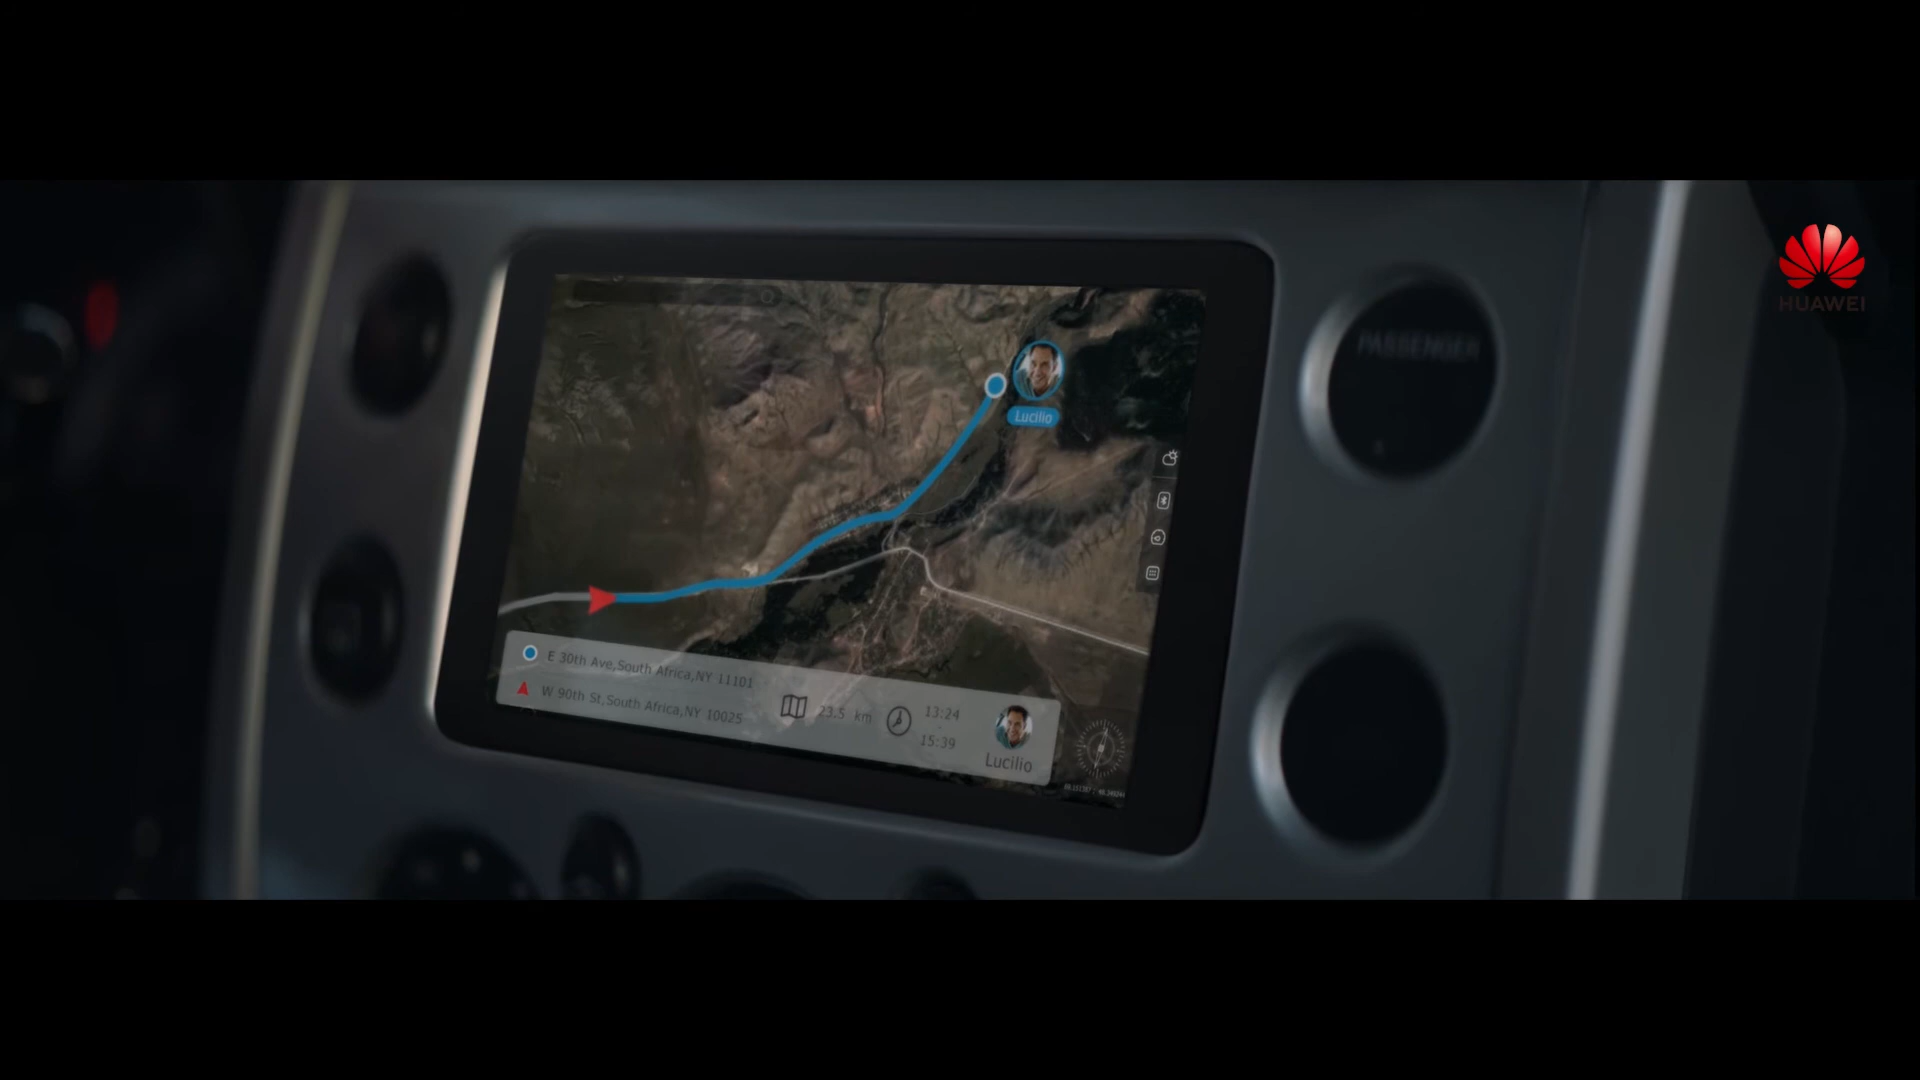 HUAWEI
PASSENGER
Lucilio
E 30th Ave,South Africa,NY 11101
W 90th St,South Africa,NY 10025
23.5 km
13:24
-
15:39
Lucilio